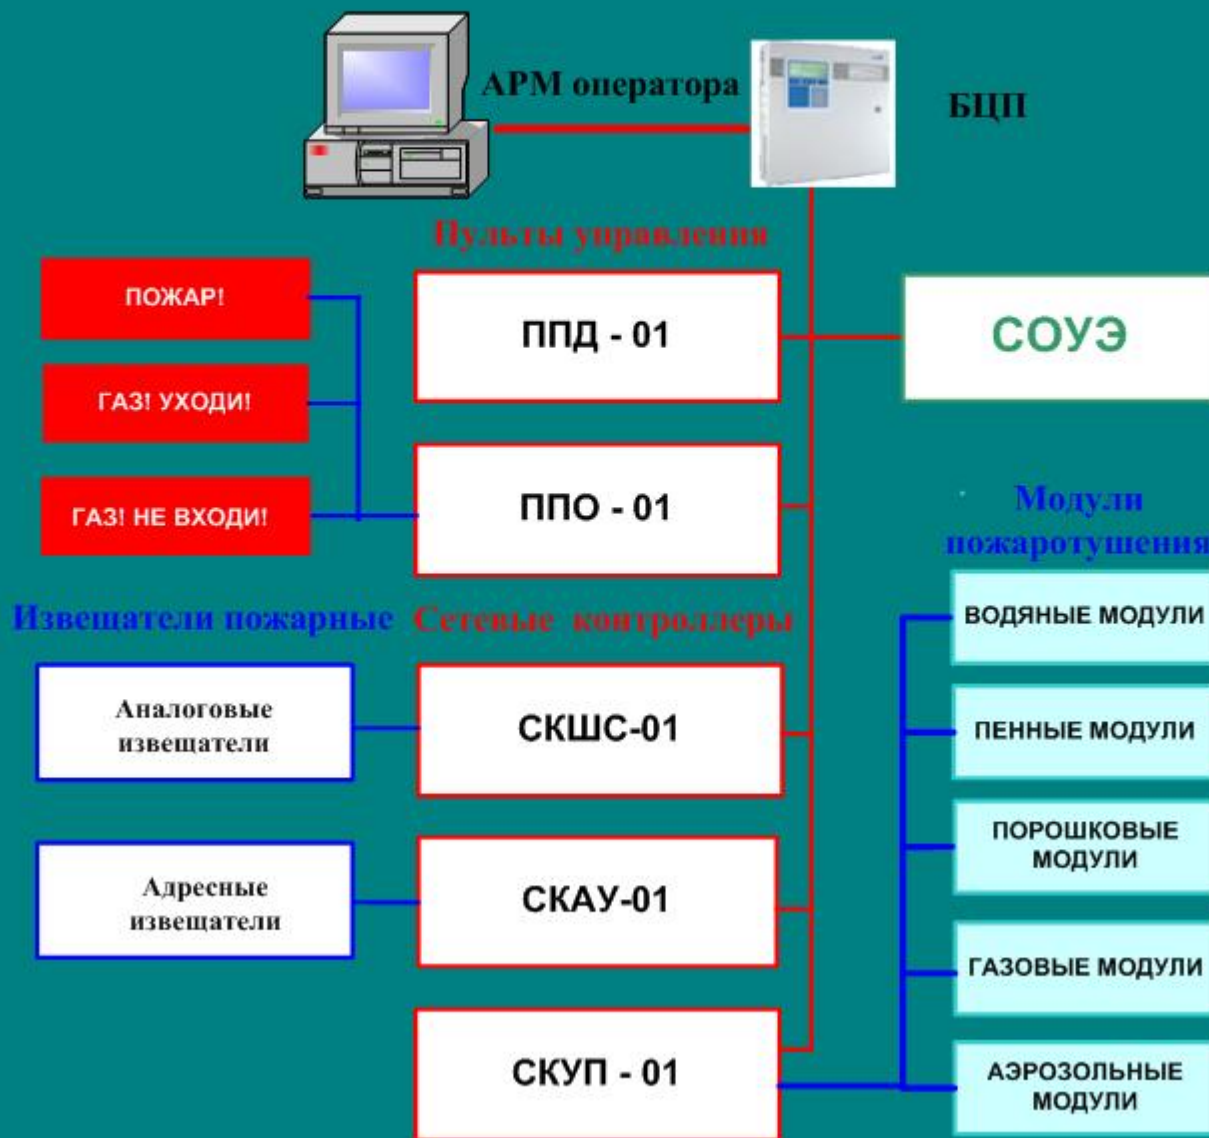 АРМ оператора
БЦП
Пульты управления
ПОЖАР!
ППД - 01
СОУЭ
ГАЗ! УХОДИ!
ГАЗ! НЕ ВХОДИ!
ППО - 01
Модули
пожаротушения
Извещатели пожарные
Сетевые контроллеры
ВОДЯНЫЕ МОДУЛИ
Аналоговые
извещатели
СКШС-01
ПЕННЫЕ МОДУЛИ
ПОРОШКОВЫЕ
МОДУЛИ
Адресные
извещатели
СКАУ-01
ГАЗОВЫЕ МОДУЛИ
СКУП - 01
АЭРОЗОЛЬНЫЕ
МОДУЛИ